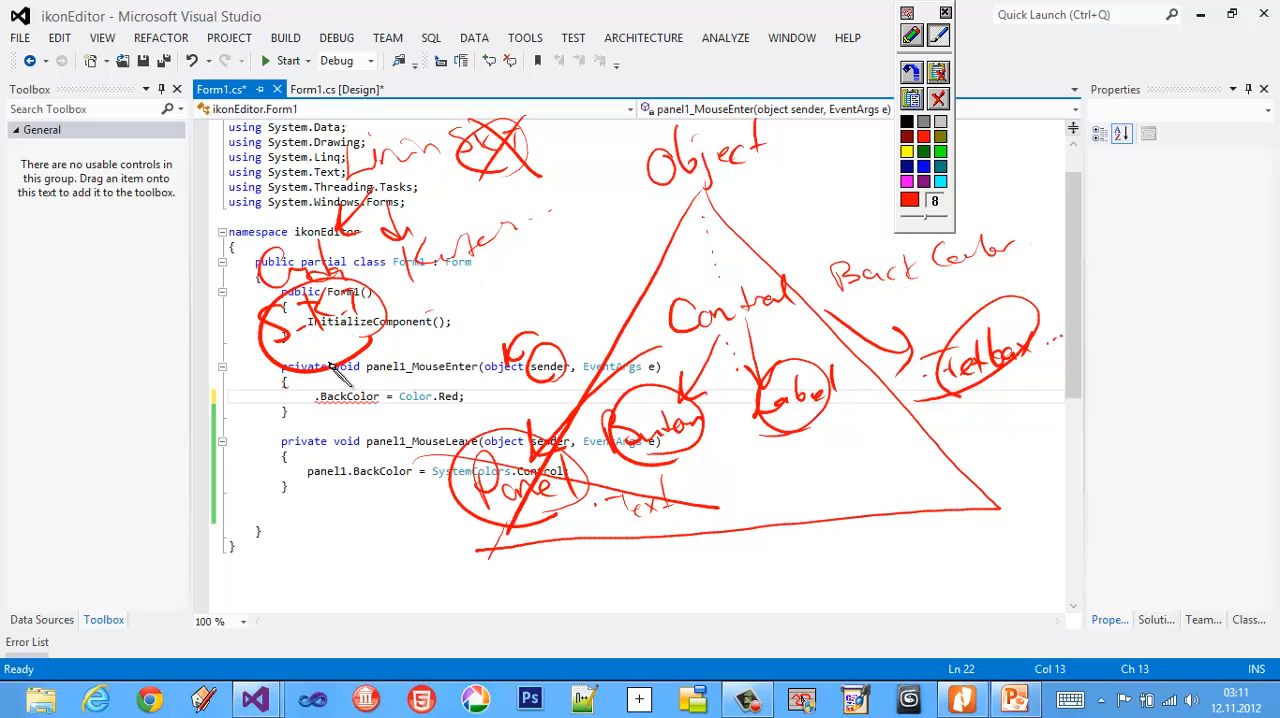 ikonEditor - Microsoft Visual Studio
Quick Launch (Ctrl+Q)
FILE EDIT VIEW REFACTOR PROJECT BUILD DEBUG TEAM SQL DATA TOOLS TEST ARCHITECTURE ANALYZE WINDOW HELP
Start Debug
Toolbox
Form1.cs*
Form1.cs [Design]*
Properties
Search Toolbox
ikonEditor.Form1
panel1_MouseEnter(object sender, EventArgs e)
General
There are no usable controls in
this group. Drag an item onto
this text to add it to the toolbox.
using System.Data;
using System.Drawing;
using System.Linq;
using System.Text;
using System.Threading.Tasks;
using System.Windows.Forms;
namespace ikonEditor
{
public partial class Form1 : Form
{
public Form1()
{
InitializeComponent();
private void panel1_MouseEnter(object sender, EventArgs e)
{
.BackColor = Color.Red;
}
private void panel1_MouseLeave(object sender, EventArgs e)
{
panel1.BackColor = SystemColors.Control;
}
}
}
Object
Control
Label
Panel
.Text
8
100 %
Data Sources Toolbox
Prope... Soluti... Team... Class...
Error List
Ready
Ln 22 Col 13 Ch 13 INS
03:11
12.11.2012